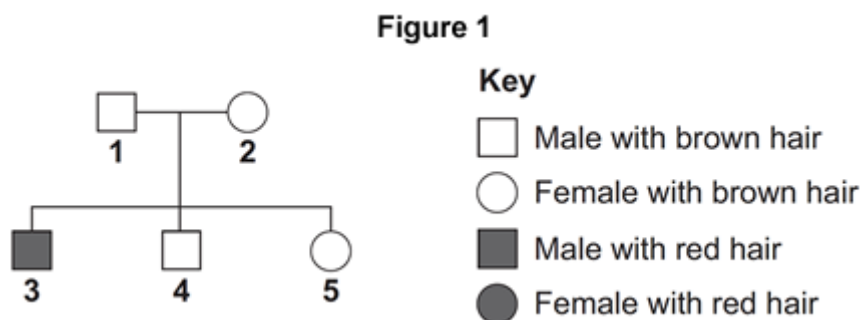 Figure 1
1 2
3 4 5
Key
Male with brown hair
Female with brown hair
Male with red hair
Female with red hair